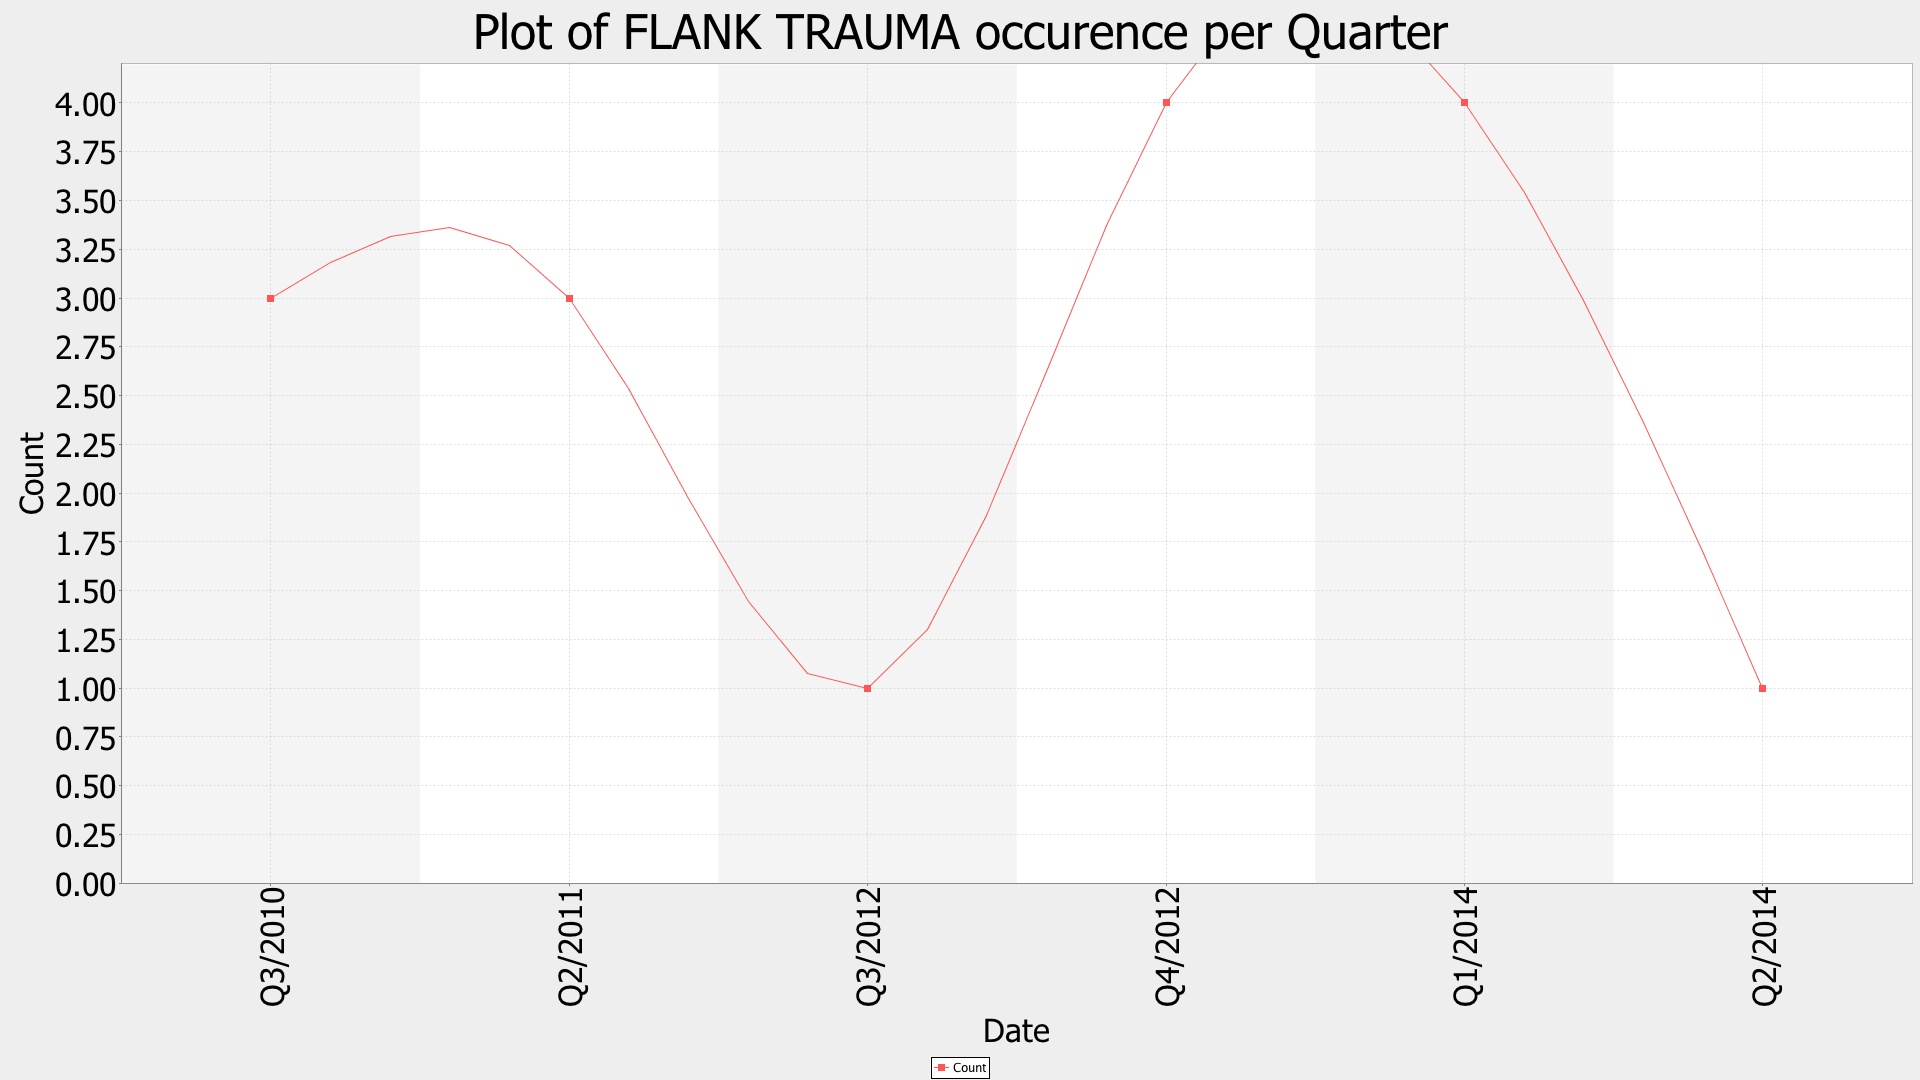 Plot of FLANK TRAUMA occurence per Quarter
4.00
3.75
3.50
3.25
3.00
2.75
2.50
2.25
2.00
1.75
1.50
1.25
1.00
0.75
0.50
0.25
0.00
Count
Q3/2010
Q2/2011
Q3/2012
Q4/2012
Q1/2014
Q2/2014
Date
Count